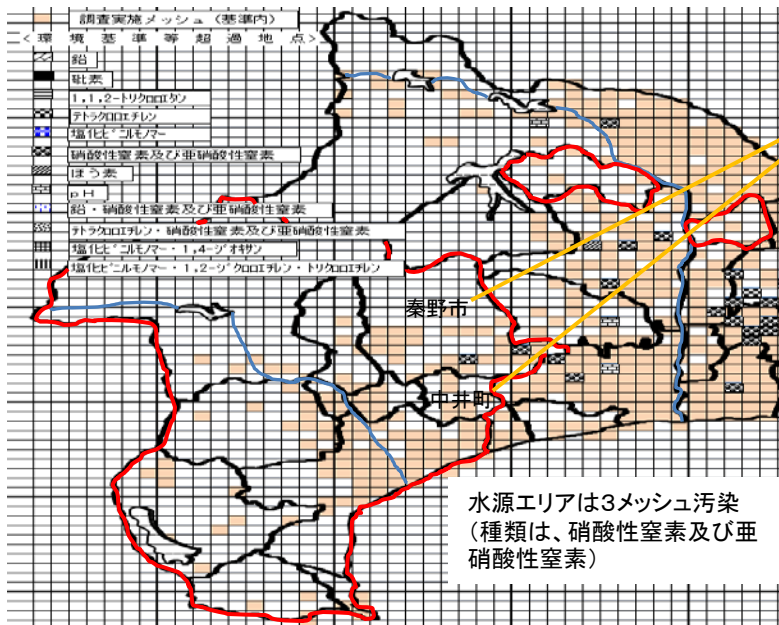 調査実施メッシュ(基準内)
<環境基準等超過地点>
鉛
砒素
1,1,2-トリクロロエタン
テトラクロロエチレン
塩化ビニルモノマー
硝酸性窒素及び亜硝酸性窒素
ほう素
pH
鉛・硝酸性窒素及び亜硝酸性窒素
テトラクロロエチレン・硝酸性窒素及び亜硝酸性窒素
塩化ビニルモノマー・1,4-ジオキサン
塩化ビニルモノマー・1,2-ジクロロエチレン・トリクロロエチレン
秦野市
中井町
水源エリアは3メッシュ汚染
(種類は、硝酸性窒素及び亜
硝酸性窒素)